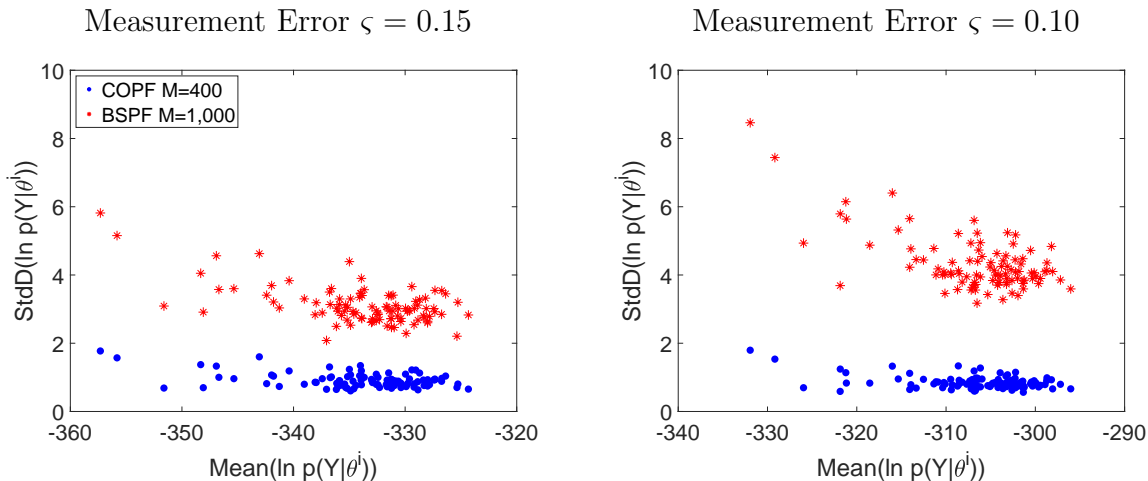 Measurement Error ς = 0.15
Measurement Error ς = 0.10
10
8
6
4
2
0
StdD(ln p(Y|θ^i))
COPF M=400
BSPF M=1,000
-360
-350
-340
-330
-320
Mean(ln p(Y|θ^i))
10
8
6
4
2
0
StdD(ln p(Y|θ^i))
-340
-330
-320
-310
-300
-290
Mean(ln p(Y|θ^i))